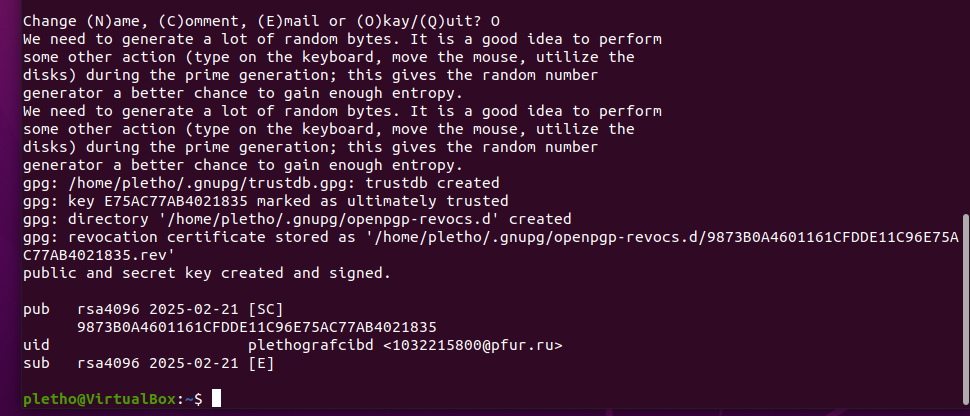 Change (N)ame, (C)omment, (E)mail or (O)kay/(Q)uit? O
We need to generate a lot of random bytes. It is a good idea to perform
some other action (type on the keyboard, move the mouse, utilize the
disks) during the prime generation; this gives the random number
generator a better chance to gain enough entropy.
We need to generate a lot of random bytes. It is a good idea to perform
some other action (type on the keyboard, move the mouse, utilize the
disks) during the prime generation; this gives the random number
generator a better chance to gain enough entropy.
gpg: /home/pletho/.gnupg/trustdb.gpg: trustdb created
gpg: key E75AC77AB4021835 marked as ultimately trusted
gpg: directory '/home/pletho/.gnupg/openpgp-revocs.d' created
gpg: revocation certificate stored as '/home/pletho/.gnupg/openpgp-revocs.d/9873B0A4601161CFDDE11C96E75A
C77AB4021835.rev'
public and secret key created and signed.
pub   rsa4096 2025-02-21 [SC]
      9873B0A4601161CFDDE11C96E75AC77AB4021835
uid                      plethografcibd <1032215800@pfur.ru>
sub   rsa4096 2025-02-21 [E]
pletho@VirtualBox:~$